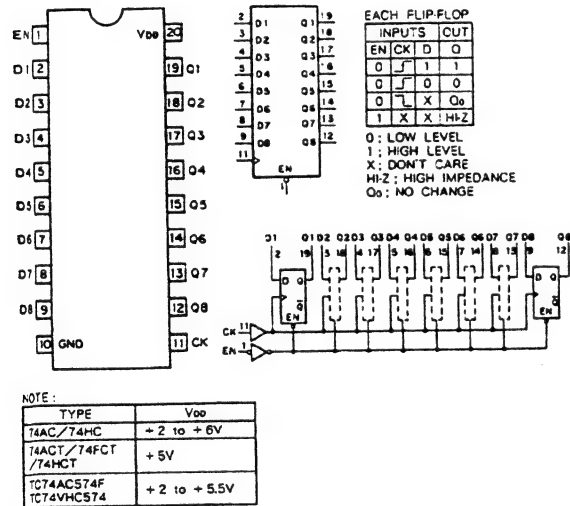 EN 1
VDD 20
D1 2
19 Q1
D2 3
18 Q2
D3 4
17 Q3
D4 5
16 Q4
D5 6
15 Q5
D6 7
14 Q6
D7 8
13 Q7
D8 9
12 Q8
10 GND
11 CK
2 D1 Q1 19
3 D2 Q2 18
4 D3 Q3 17
5 D4 Q4 16
6 D5 Q5 15
7 D6 Q6 14
8 D7 Q7 13
9 D8 Q8 12
11
EN
1
EACH FLIP-FLOP
INPUTS OUT
EN CK D Q
0 1 1
0 0 0
0 X Qo
1 X X HI-Z
0 ; LOW LEVEL
1 ; HIGH LEVEL
X ; DON'T CARE
HI-Z ; HIGH IMPEDANCE
Qo ; NO CHANGE
D1 Q1 D2 Q2 D3 Q3 D4 Q4 D5 Q5 D6 Q6 D7 Q7 D8 Q8
2 19 3 18 4 17 5 16 6 15 7 14 8 13 9 12
D Q
Q
EN
D Q
Q
EN
CK 11
EN 1
NOTE :
TYPE VDD
74AC/74HC +2 to +6V
74ACT/74FCT
/74HCT
+5V
TC74AC574F
TC74VHC574
+2 to +5.5V